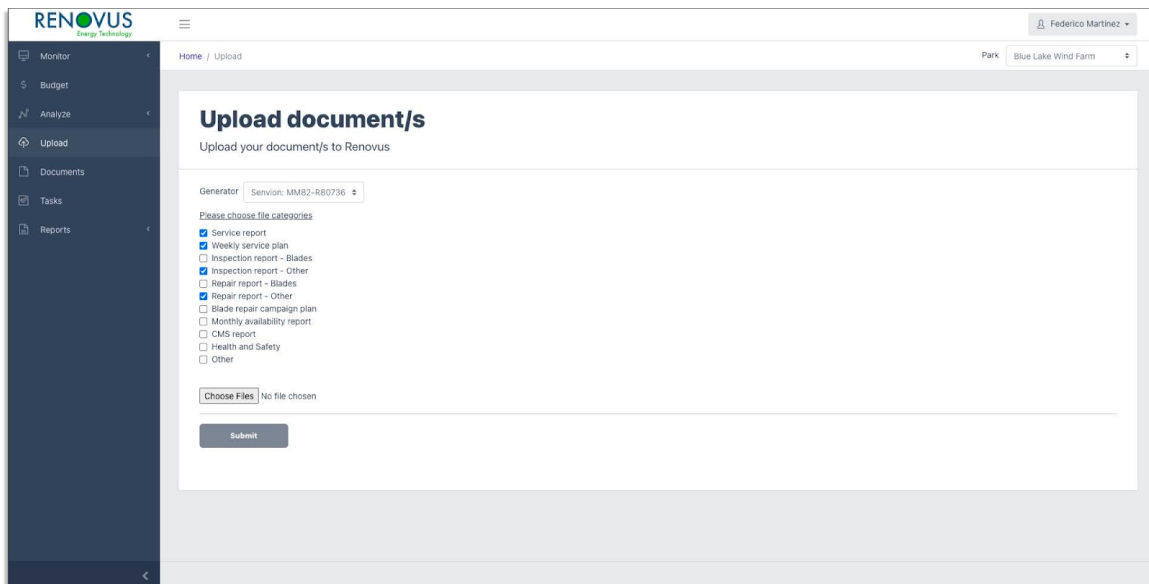 RENOVUS
Energy Technology
Federico Martinez
Monitor
Home / Upload
Park Blue Lake Wind Farm
$ Budget
Analyze
Upload
Documents
Tasks
Reports
Upload document/s
Upload your document/s to Renovus
Generator Senvion: MM82-R80736
Please choose file categories
Service report
Weekly service plan
Inspection report - Blades
Inspection report - Other
Repair report - Blades
Repair report - Other
Blade repair campaign plan
Monthly availability report
CMS report
Health and Safety
Other
Choose Files No file chosen
Submit